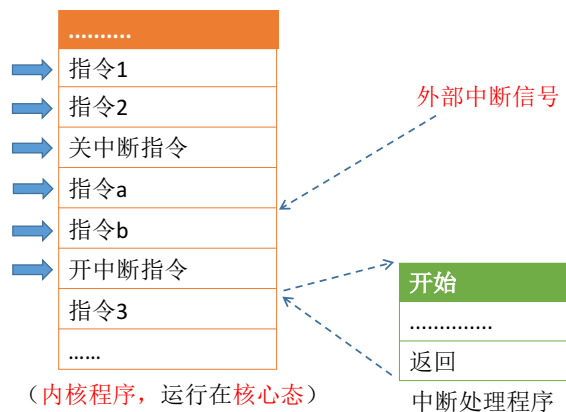 ..........
指令1
指令2
关中断指令
指令a
指令b
开中断指令
指令3
......
（内核程序，运行在核心态）
外部中断信号
开始
..............
返回
中断处理程序